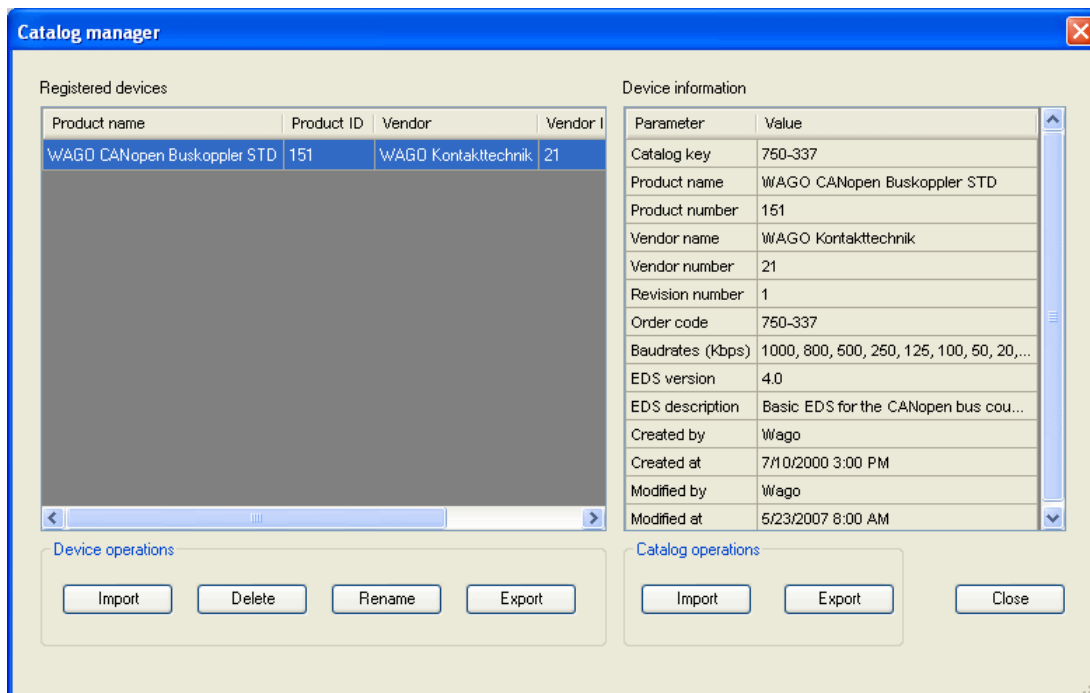 Catalog manager
Registered devices
Product name Product ID Vendor Vendor I
WAGO CANopen Buskoppler STD 151 WAGO Kontakttechnik 21
Device information
Parameter Value
Catalog key 750-337
Product name WAGO CANopen Buskoppler STD
Product number 151
Vendor name WAGO Kontakttechnik
Vendor number 21
Revision number 1
Order code 750-337
Baudrates (Kbps) 1000, 800, 500, 250, 125, 100, 50, 20,...
EDS version 4.0
EDS description Basic EDS for the CANopen bus cou...
Created by Wago
Created at 7/10/2000 3:00 PM
Modified by Wago
Modified at 5/23/2007 8:00 AM
Device operations
Import Delete Rename Export
Catalog operations
Import Export
Close